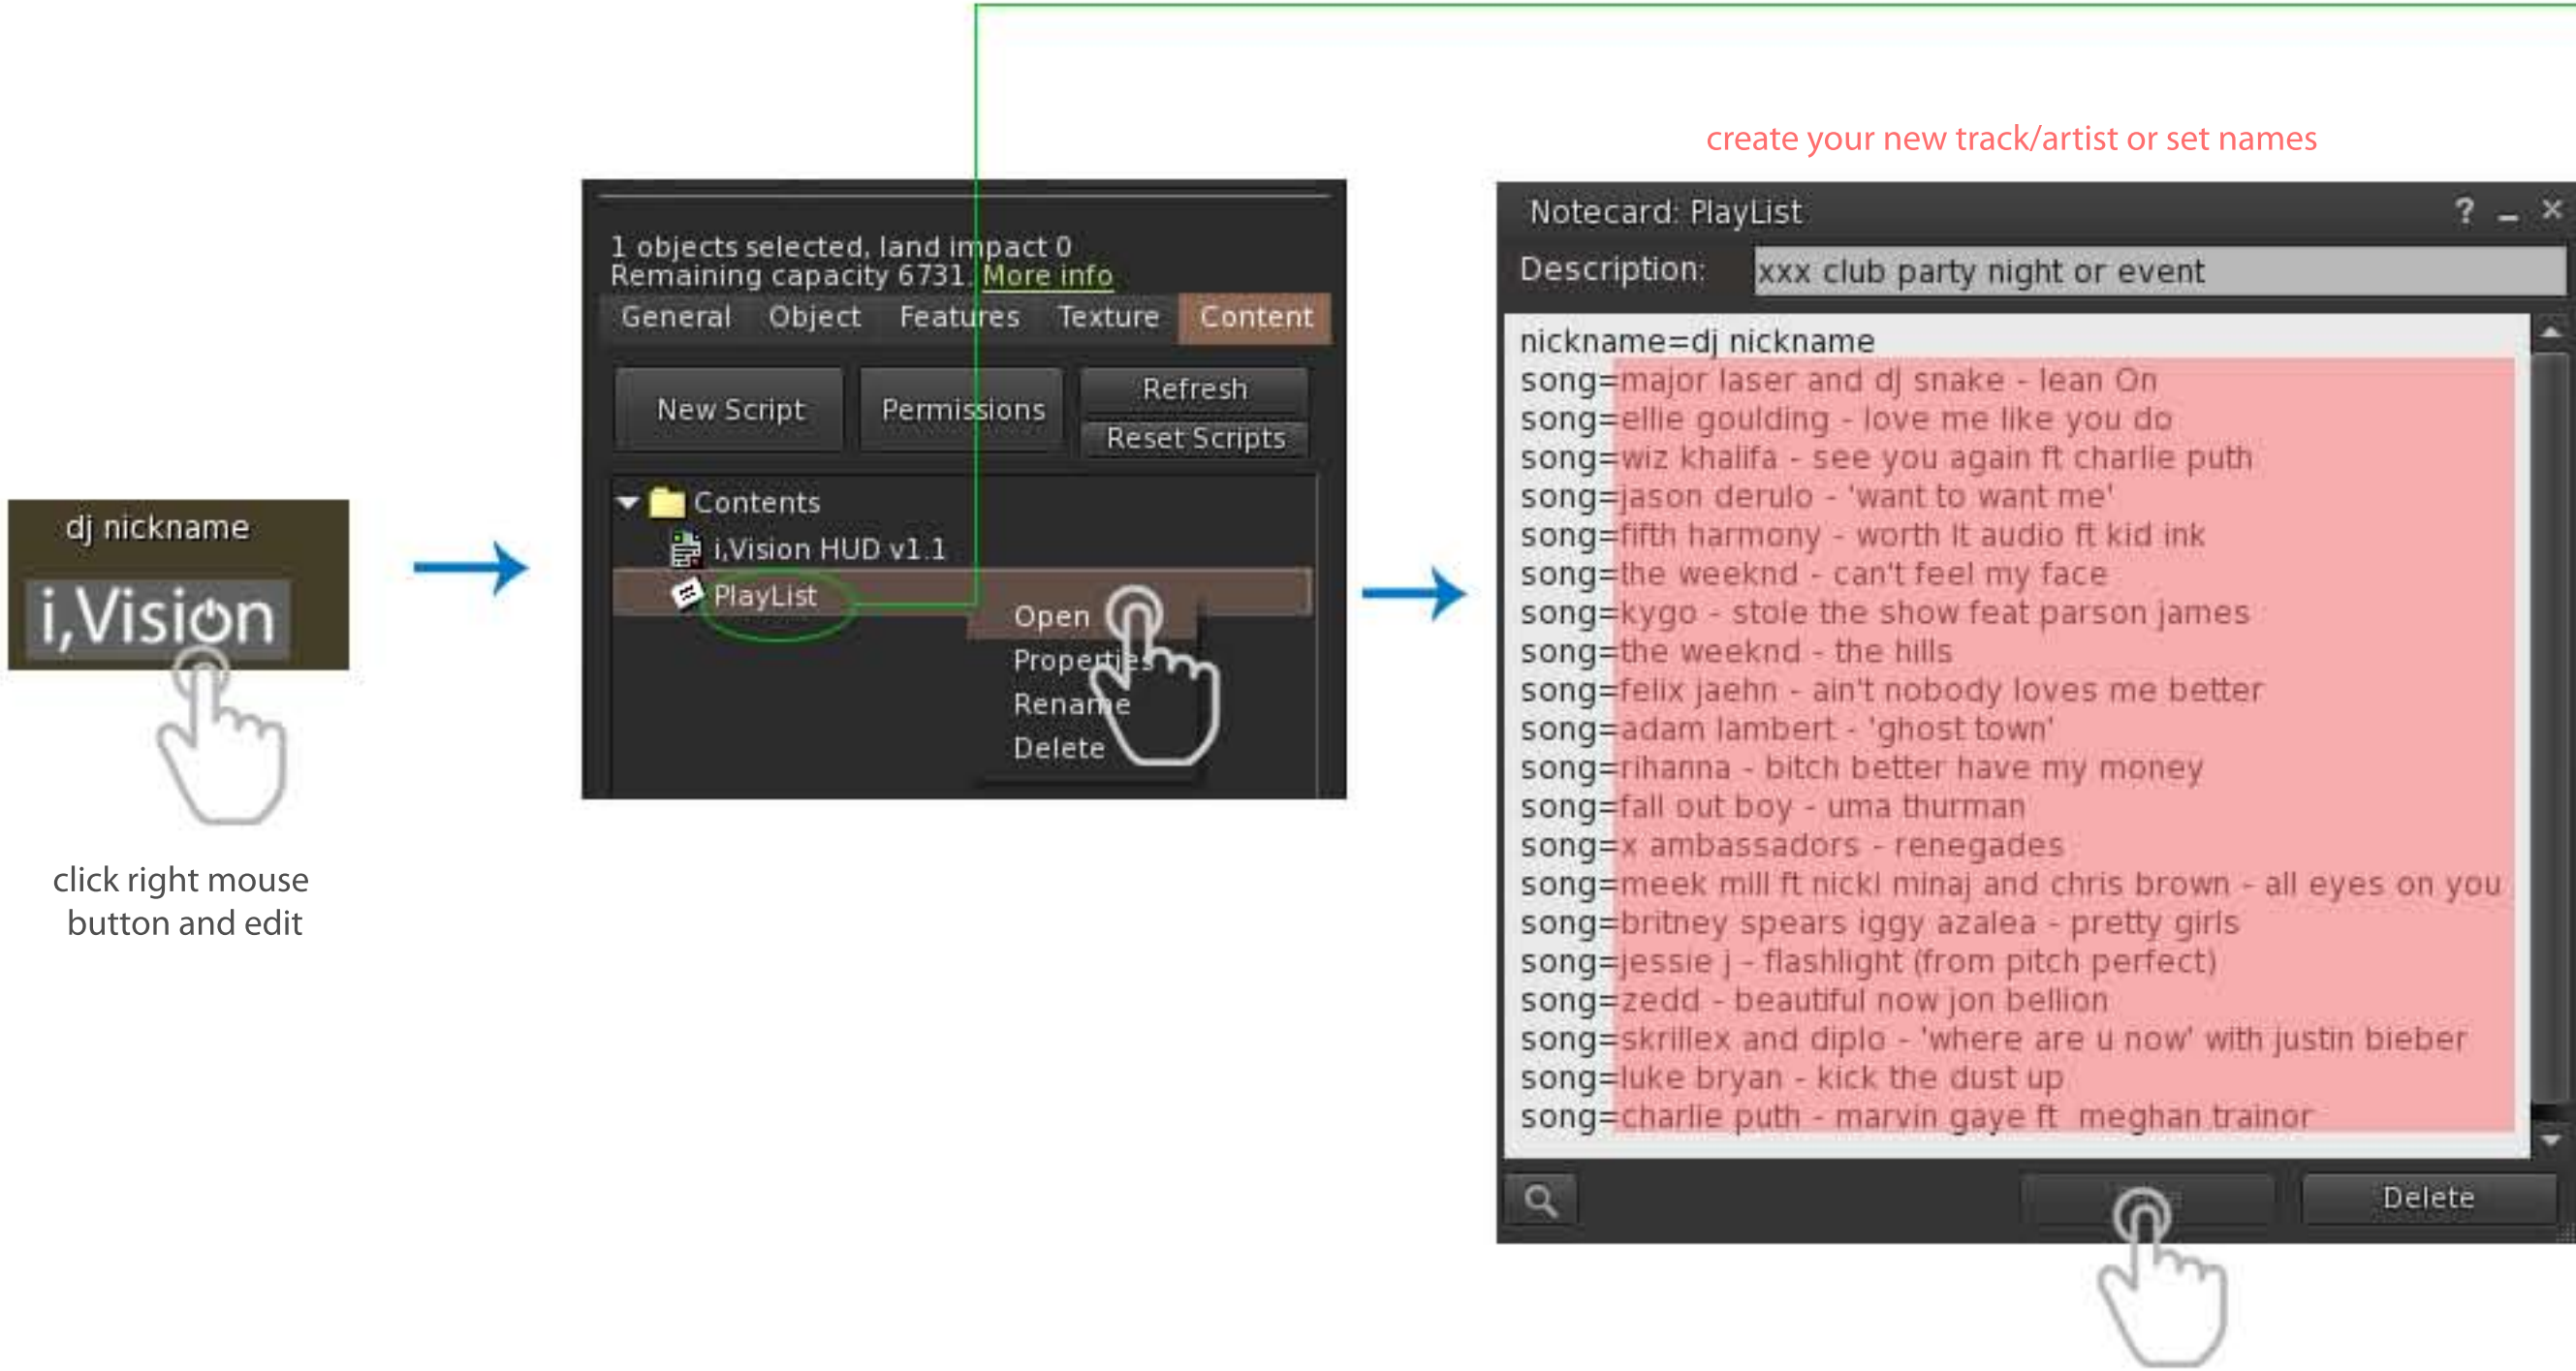 dj nickname
i,Vision
click right mouse
button and edit
1 objects selected, land impact 0
Remaining capacity 6731. More info
General Object Features Texture Content
New Script Permissions Refresh
Reset Scripts
Contents
i,Vision HUD v1.1
PlayList
Open
Properties
Rename
Delete
create your new track/artist or set names
Notecard: PlayList ? _ ×
Description: xxx club party night or event
nickname=dj nickname
song=major laser and dj snake - lean On
song=ellie goulding - love me like you do
song=wiz khalifa - see you again ft charlie puth
song=jason derulo - 'want to want me'
song=fifth harmony - worth It audio ft kid ink
song=the weeknd - can't feel my face
song=kygo - stole the show feat parson james
song=the weeknd - the hills
song=felix jaehn - ain't nobody loves me better
song=adam lambert - 'ghost town'
song=rihanna - bitch better have my money
song=fall out boy - uma thurman
song=x ambassadors - renegades
song=meek mill ft nickl minaj and chris brown - all eyes on you
song=britney spears iggy azalea - pretty girls
song=jessie j - flashlight (from pitch perfect)
song=zedd - beautiful now jon bellion
song=skrillex and diplo - 'where are u now' with justin bieber
song=luke bryan - kick the dust up
song=charlie puth - marvin gaye ft  meghan trainor
Delete